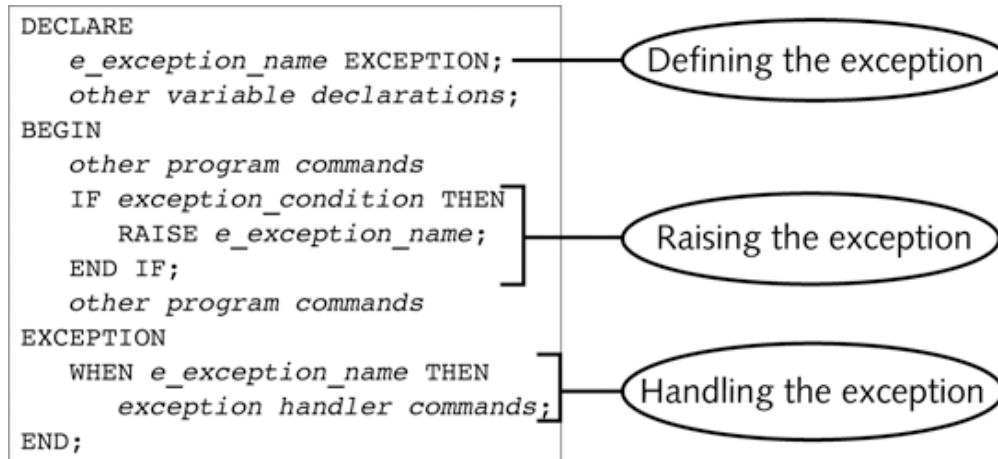 DECLARE
e_exception_name EXCEPTION;
other variable declarations;
BEGIN
other program commands
IF exception_condition THEN
RAISE e_exception_name;
END IF;
other program commands
EXCEPTION
WHEN e_exception_name THEN
exception handler commands;
END;
Defining the exception
Raising the exception
Handling the exception